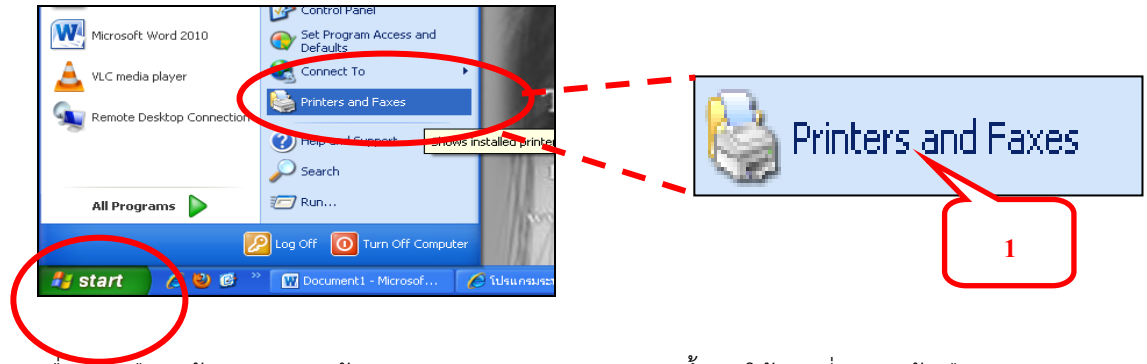 Control Panel
Microsoft Word 2010
Set Program Access and
Defaults
VLC media player
Connect To
Printers and Faxes
Remote Desktop Connection
Help and Support
Shows installed printe
Search
All Programs
Run...
Log Off
Turn Off Computer
start
Document1 - Microsof...
Printers and Faxes
1